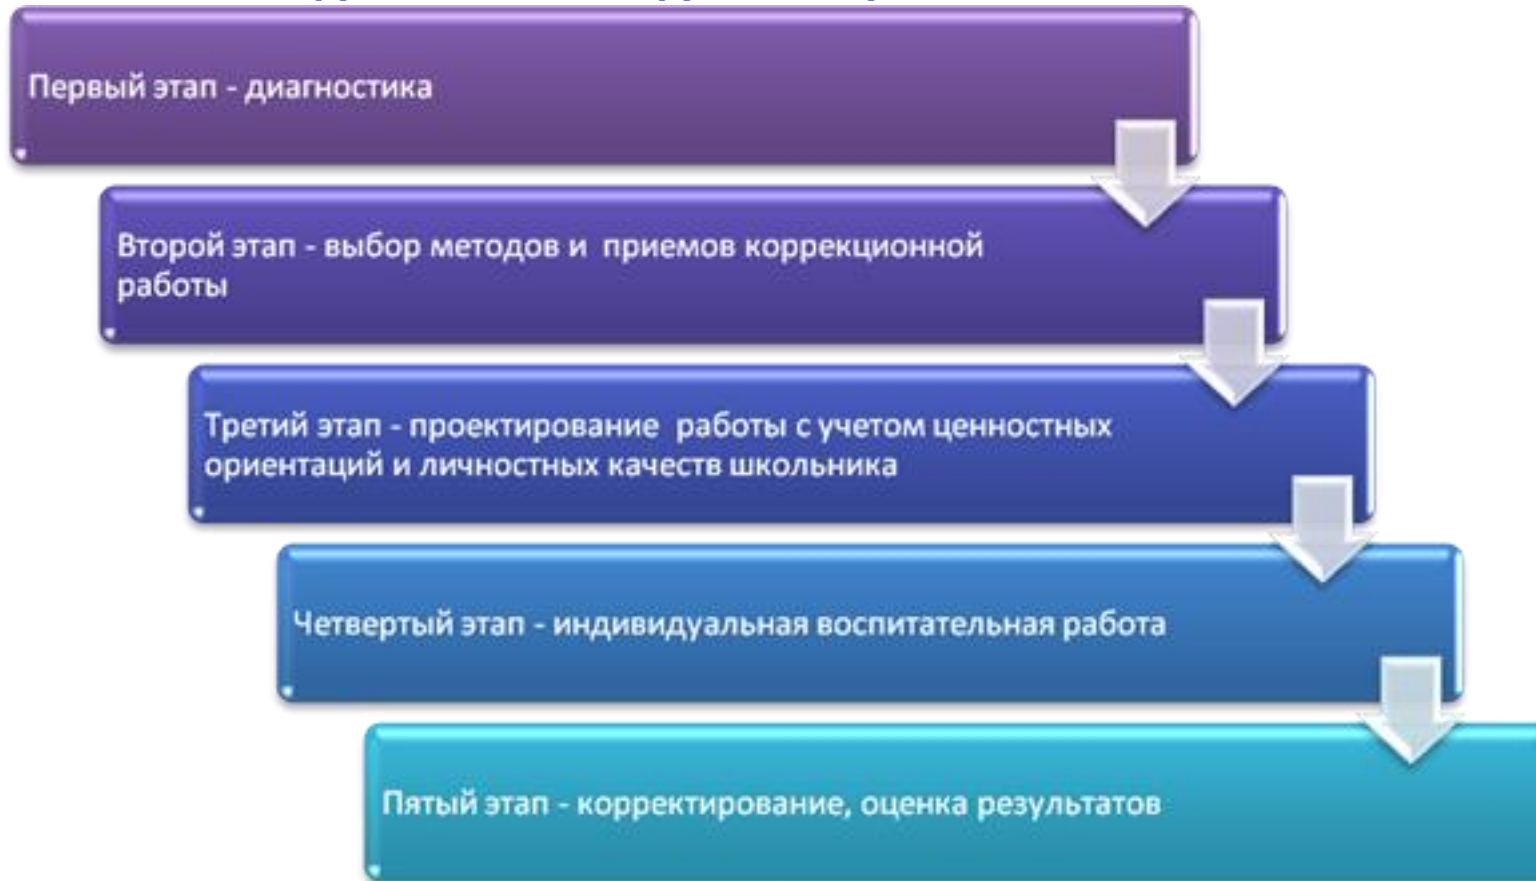 Первый этап - диагностика
Второй этап - выбор методов и приемов коррекционной
работы
Третий этап - проектирование работы с учетом ценностных
ориентаций и личностных качеств школьника
Четвертый этап - индивидуальная воспитательная работа
Пятый этап - корректирование, оценка результатов